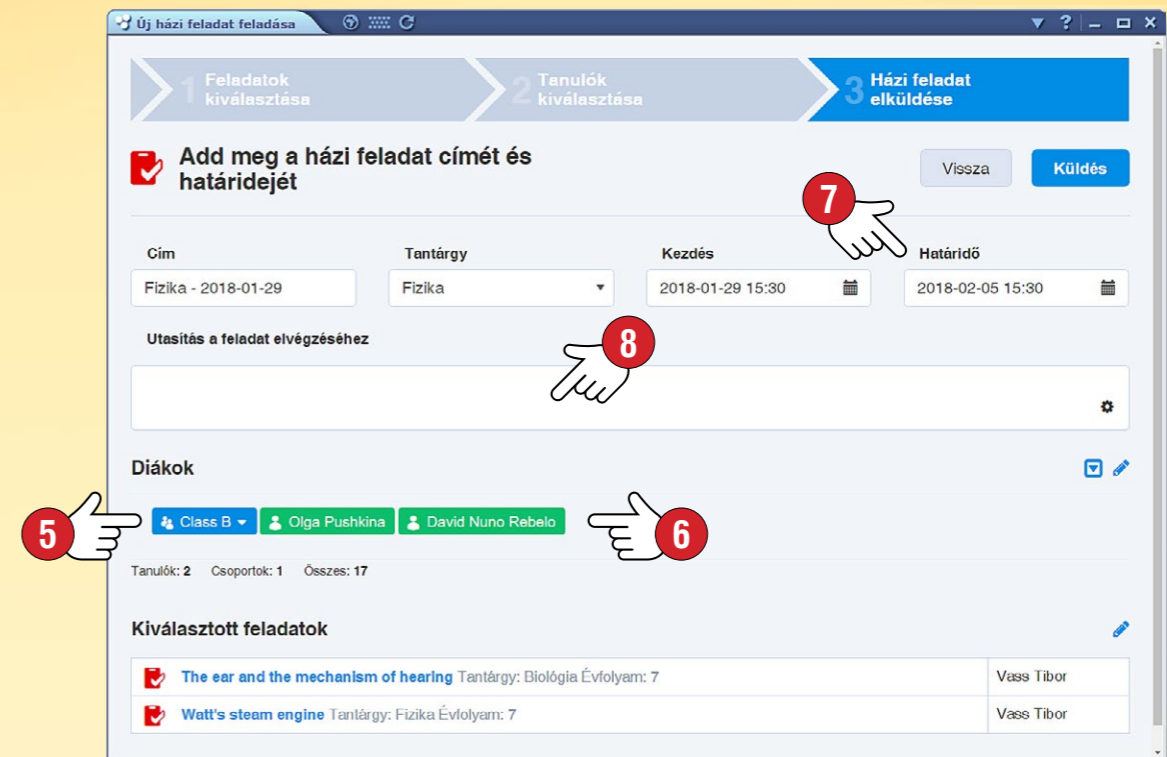 Új házi feladat feladása
1 Feladatok kiválasztása
2 Tanulók kiválasztása
3 Házi feladat elküldése
Add meg a házi feladat címét és
határidejét
Vissza
Küldés
7
Cím
Tantárgy
Kezdés
Határidő
Fizika - 2018-01-29
Fizika
2018-01-29 15:30
2018-02-05 15:30
Utasítás a feladat elvégzéséhez
8
Diákok
5
Class B
Olga Pushkina
David Nuno Rebelo
6
Tanulók: 2 Csoportok: 1 Összes: 17
Kiválasztott feladatok
The ear and the mechanism of hearing Tantárgy: Biológia Évfolyam: 7
Vass Tibor
Watt's steam engine Tantárgy: Fizika Évfolyam: 7
Vass Tibor